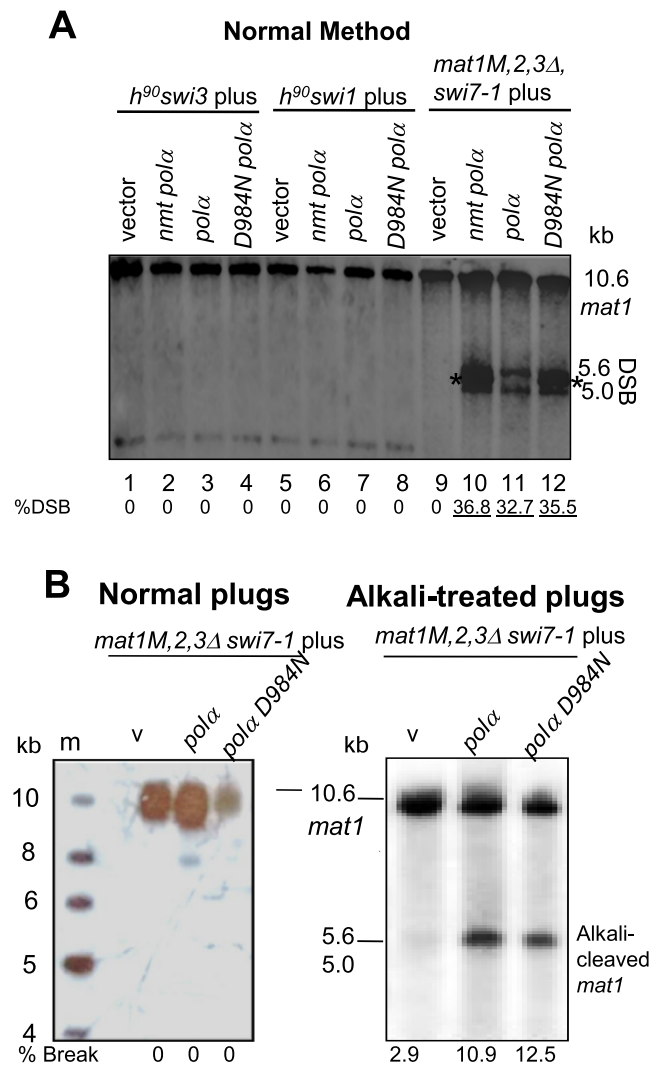 A
Normal Method
h90swi3 plus
h90swi1 plus
mat1M,2,3Δ,
swi7-1 plus
vector
nmt polα
polα
D984N polα
vector
nmt polα
polα
D984N polα
vector
nmt polα
polα
D984N polα
kb
10.6
mat1
* * 5.6
5.0
DSB
1 2 3 4 5 6 7 8 9 10 11 12
%DSB 0 0 0 0 0 0 0 0 0 36.8 32.7 35.5
B
Normal plugs
mat1M,2,3Δ swi7-1 plus
kb m v polα polα D984N
10
8
6
5
4
% Break 0 0 0
Alkali-treated plugs
mat1M,2,3Δ swi7-1 plus
kb v polα polα D984N
10.6
mat1
5.6
5.0
Alkali-
cleaved
mat1
2.9 10.9 12.5